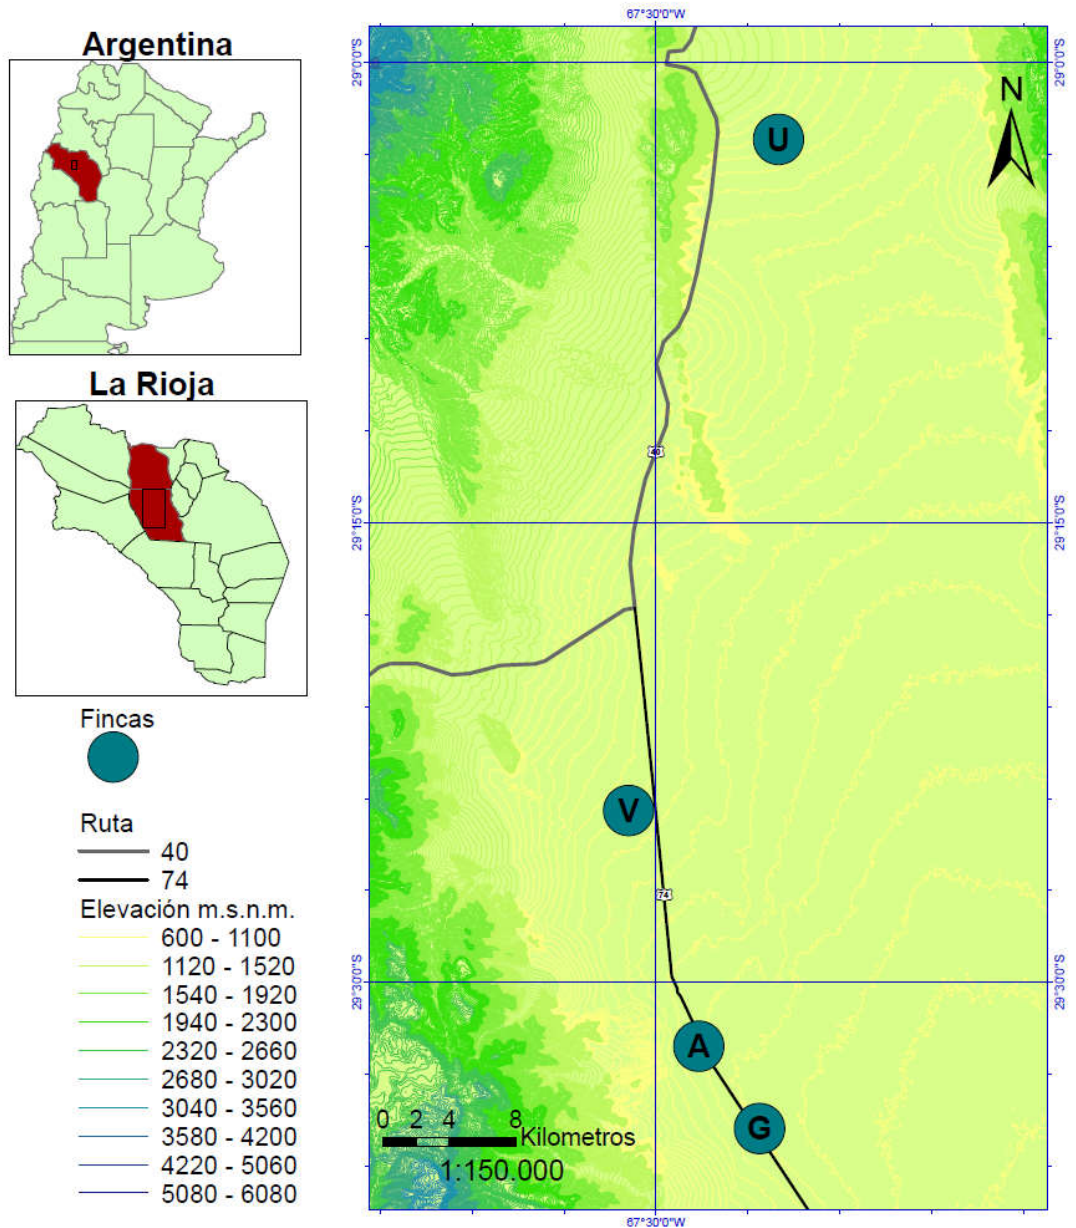 Argentina
La Rioja
Fincas
Ruta
40
74
Elevación m.s.n.m.
600 - 1100
1120 - 1520
1540 - 1920
1940 - 2300
2320 - 2660
2680 - 3020
3040 - 3560
3580 - 4200
4220 - 5060
5080 - 6080
67°30'0"W
29°0'0"S
29°0'0"S
N
U
40
29°15'0"S
29°15'0"S
V
74
29°30'0"S
29°30'0"S
A
G
0 2 4 8
Kilometros
1:150.000
67°30'0"W